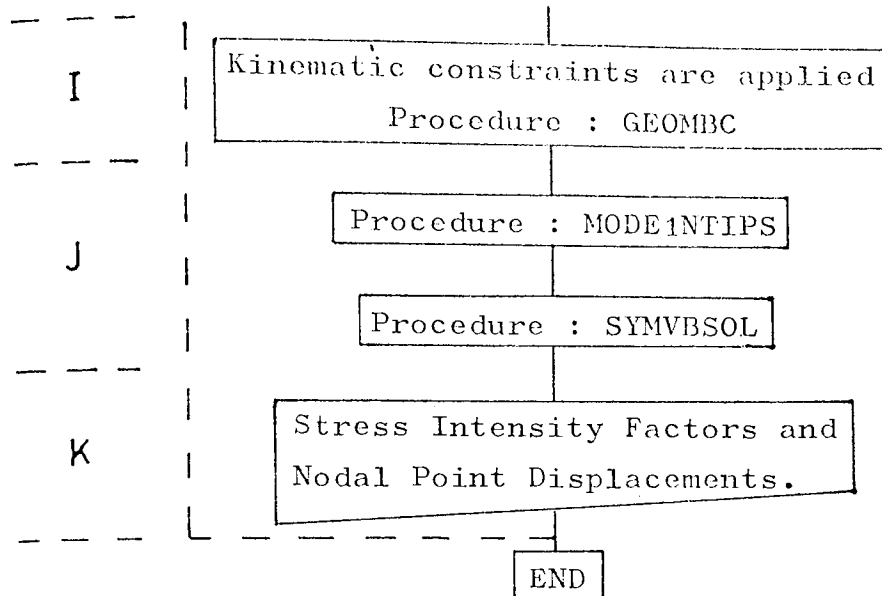 I
Kinematic constraints are applied
Procedure : GEOMBC
J
Procedure : MODE1NTIPS
Procedure : SYMVBSOL
K
Stress Intensity Factors and
Nodal Point Displacements.
END